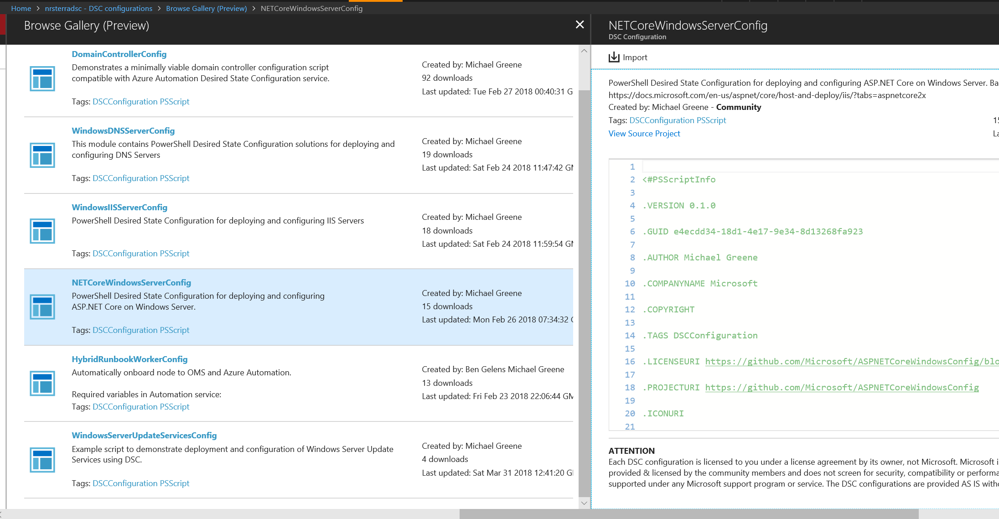 Home > nrsterradsc - DSC configurations > Browse Gallery (Preview) > NETCoreWindowsServerConfig
Browse Gallery (Preview)
DomainControllerConfig
Demonstrates a minimally viable domain controller configuration script
compatible with Azure Automation Desired State Configuration service.
Tags: DSCConfiguration PSScript
Created by: Michael Greene
92 downloads
Last updated: Tue Feb 27 2018 00:40:31 G
WindowsDNSServerConfig
This module contains PowerShell Desired State Configuration solutions for deploying and
configuring DNS Servers
Tags: DSCConfiguration PSScript
Created by: Michael Greene
19 downloads
Last updated: Sat Feb 24 2018 11:47:42 GM
WindowsIISServerConfig
PowerShell Desired State Configuration for deploying and configuring IIS Servers
Tags: DSCConfiguration PSScript
Created by: Michael Greene
18 downloads
Last updated: Sat Feb 24 2018 11:59:54 GM
NETCoreWindowsServerConfig
PowerShell Desired State Configuration for deploying and configuring
ASP.NET Core on Windows Server.
Tags: DSCConfiguration PSScript
Created by: Michael Greene
15 downloads
Last updated: Mon Feb 26 2018 07:34:32
HybridRunbookWorkerConfig
Automatically onboard node to OMS and Azure Automation.
Required variables in Automation service:
Tags: DSCConfiguration PSScript
Created by: Ben Gelens Michael Greene
13 downloads
Last updated: Fri Feb 23 2018 22:06:44 GM
WindowsServerUpdateServicesConfig
Example script to demonstrate deployment and configuration of Windows Server Update
Services using DSC.
Tags: DSCConfiguration PSScript
Created by: Michael Greene
4 downloads
Last updated: Sat Mar 31 2018 12:41:20 G
NETCoreWindowsServerConfig
DSC Configuration
Import
PowerShell Desired State Configuration for deploying and configuring ASP.NET Core on Windows Server. Ba
https://docs.microsoft.com/en-us/aspnet/core/host-and-deploy/iis/?tabs=aspnetcore2x
Created by: Michael Greene - Community
Tags: DSCConfiguration PSScript
15
View Source Project
La
1
2 <#PSScriptInfo
3
4 .VERSION 0.1.0
5
6 .GUID e4ecdd34-18d1-4e17-9e34-8d13268fa923
7
8 .AUTHOR Michael Greene
9
10 .COMPANYNAME Microsoft
11
12 .COPYRIGHT
13
14 .TAGS DSCConfiguration
15
16 .LICENSEURI https://github.com/Microsoft/ASPNETCoreWindowsConfig/blo
17
18 .PROJECTURI https://github.com/Microsoft/ASPNETCoreWindowsConfig
19
20 .ICONURI
21
ATTENTION
Each DSC configuration is licensed to you under a license agreement by its owner, not Microsoft. Microsoft i
provided & licensed by the community members and does not screen for security, compatibility or performa
supported under any Microsoft support program or service. The DSC configurations are provided AS IS with